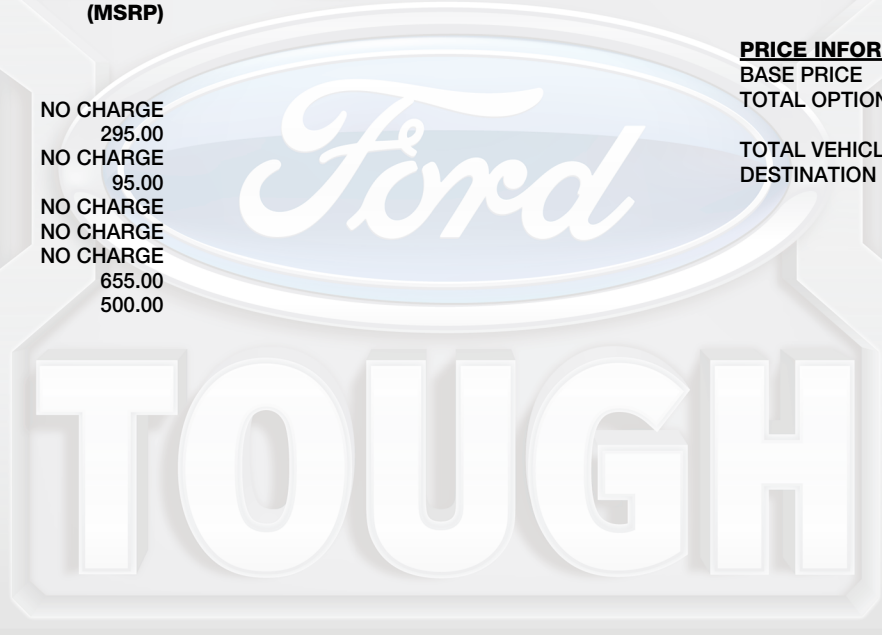 (MSRP)
NO CHARGE
295.00
NO CHARGE
95.00
NO CHARGE
NO CHARGE
NO CHARGE
655.00
500.00
PRICE INFOR
BASE PRICE
TOTAL OPTION
TOTAL VEHICL
DESTINATION
Ford
TOUGH